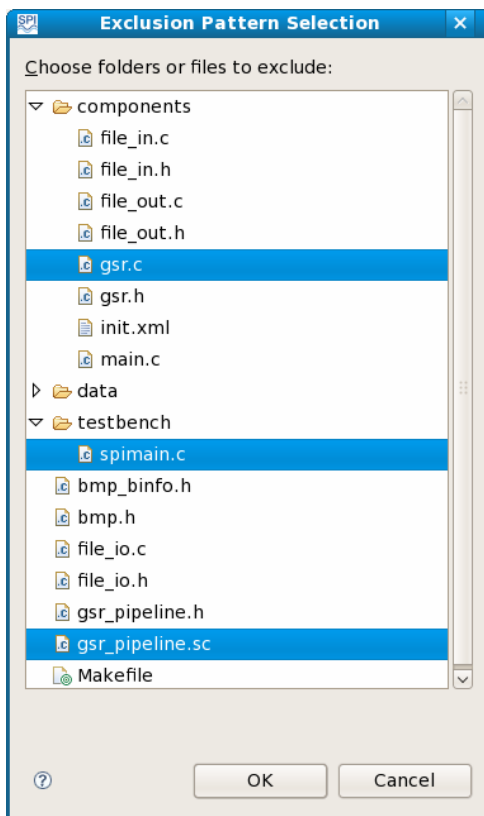 SPI Exclusion Pattern Selection
Choose folders or files to exclude:
components
.c file_in.c
.c file_in.h
.c file_out.c
.c file_out.h
.c gsr.c
.c gsr.h
init.xml
.c main.c
data
testbench
.c spimain.c
.c bmp_binfo.h
.c bmp.h
.c file_io.c
.c file_io.h
.c gsr_pipeline.h
.c gsr_pipeline.sc
Makefile
? OK Cancel